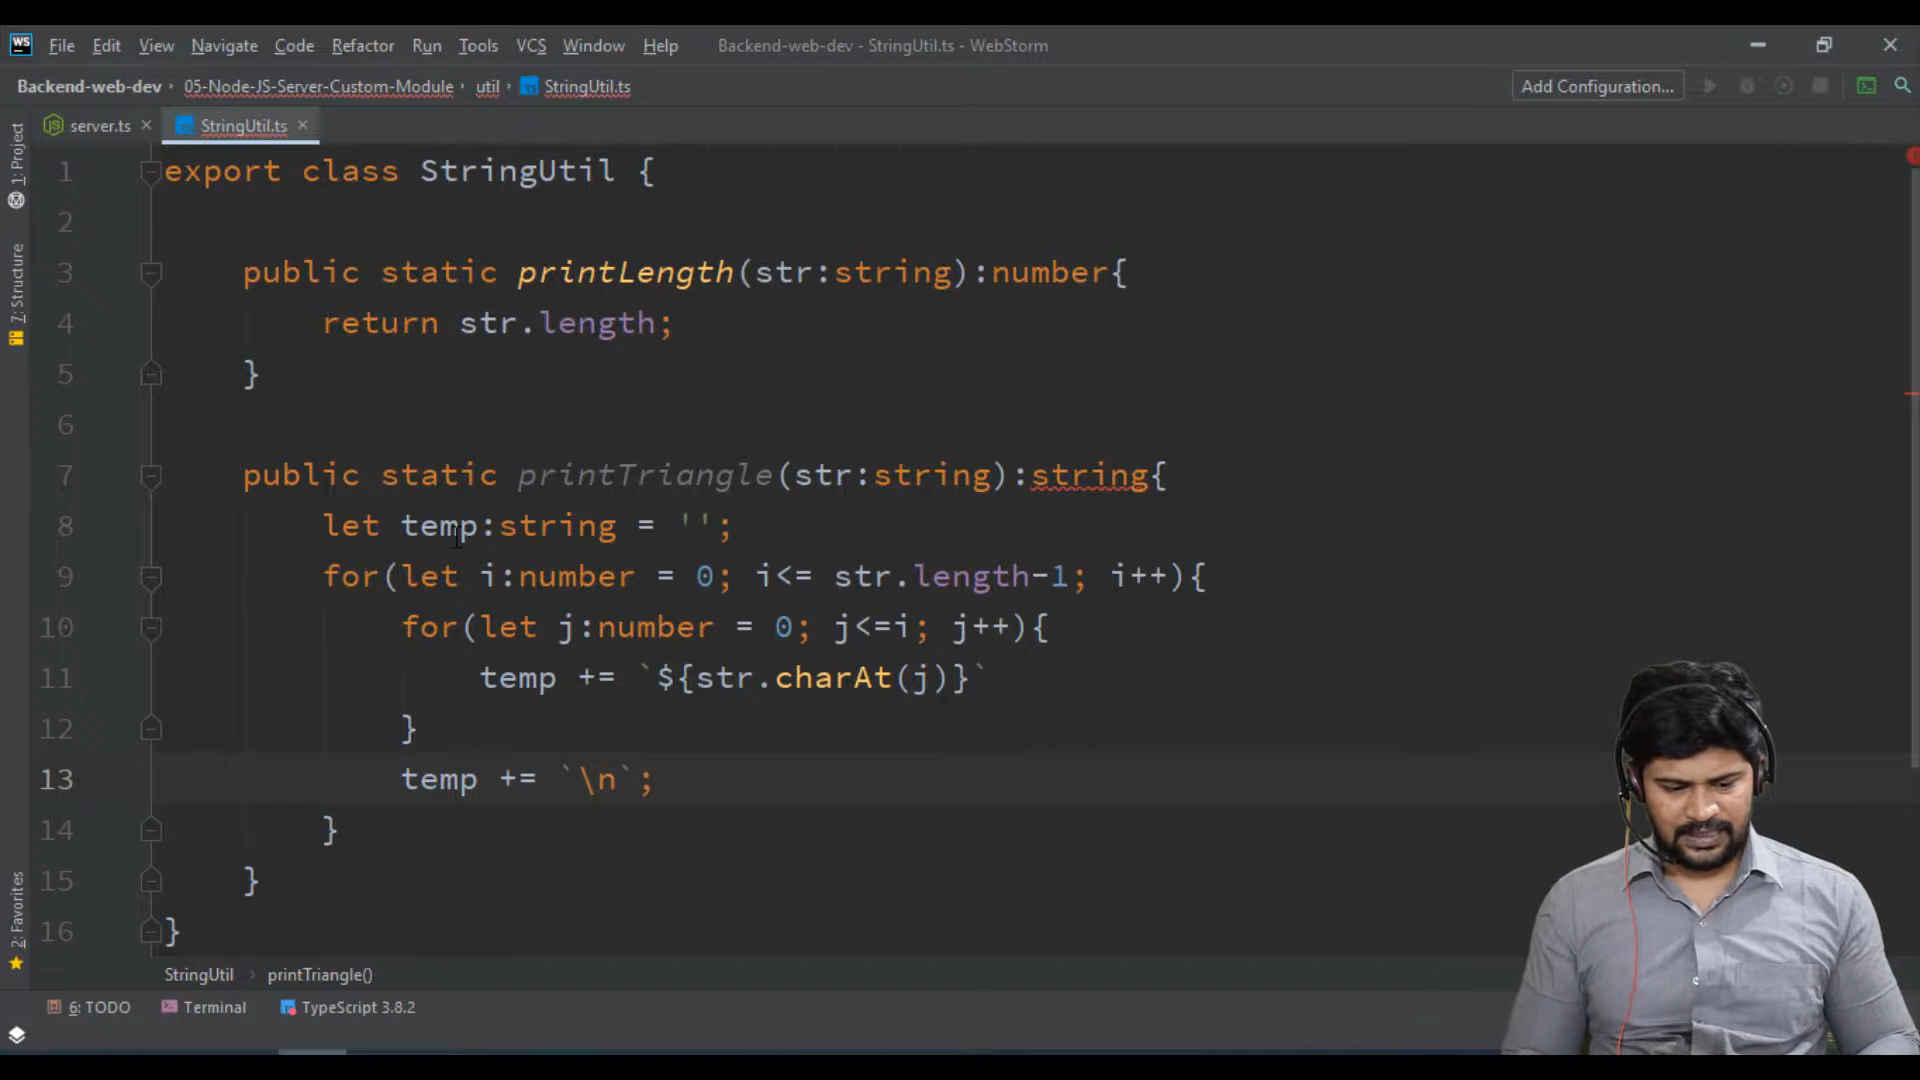 WS File Edit View Navigate Code Refactor Run Tools VCS Window Help Backend-web-dev - StringUtil.ts - WebStorm
Backend-web-dev 05-Node-JS-Server-Custom-Module util StringUtil.ts Add Configuration...
server.ts StringUtil.ts
1: Project
7: Structure
2: Favorites
1 export class StringUtil {
2
3 public static printLength(str:string):number{
4 return str.length;
5 }
6
7 public static printTriangle(str:string):string{
8 let temp:string = '';
9 for(let i:number = 0; i<= str.length-1; i++){
10 for(let j:number = 0; j<=i; j++){
11 temp += `${str.charAt(j)}`
12 }
13 temp += `\n`;
14 }
15 }
16 }
StringUtil printTriangle()
6: TODO Terminal TypeScript 3.8.2